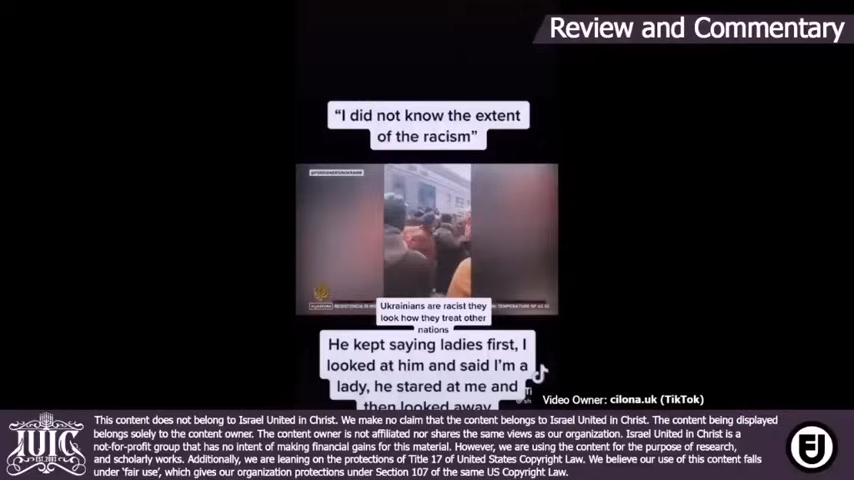 Review and Commentary
"I did not know the extent
of the racism"
Ukrainians are racist they
look how they treat other
nations
He kept saying ladies first, I
looked at him and said I'm a
lady, he stared at me and
then looked away
Video Owner: cilona.uk (TikTok)
IUIC
This content does not belong to Israel United in Christ. We make no claim that the content belongs to Israel United in Christ. The content being displayed
belongs solely to the content owner. The content owner is not affiliated nor shares the same views as our organization. Israel United in Christ is a
not-for-profit group that has no intent of making financial gains for this material. However, we are using the content for the purpose of research,
and scholarly works. Additionally, we are leaning on the protections of Title 17 of United States Copyright Law. We believe our use of this content falls
under 'fair use', which gives our organization protections under Section 107 of the same US Copyright Law.